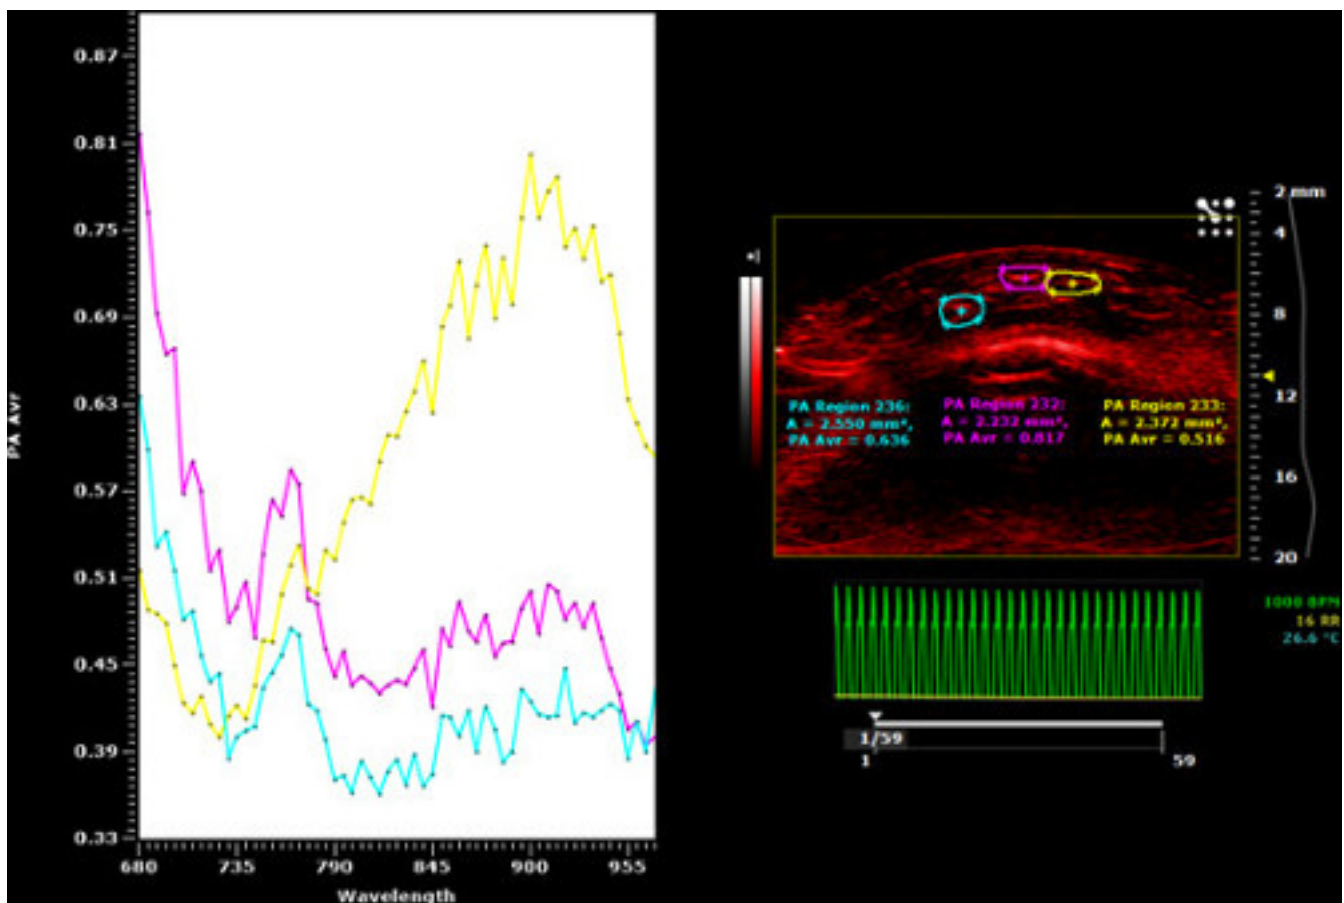 0.87
0.81
0.75
0.69
0.63
0.57
0.51
0.45
0.39
0.33
PA Avr
680 735 790 845 900 955
Wavelength
2 mm
4
8
12
16
20
PA Region 236:
A = 2.550 mm²,
PA Avr = 0.636
PA Region 232:
A = 2.232 mm²,
PA Avr = 0.817
PA Region 233:
A = 2.372 mm²,
PA Avr = 0.516
1000 BPM
16 RR
26.6 °C
1/59
1 59